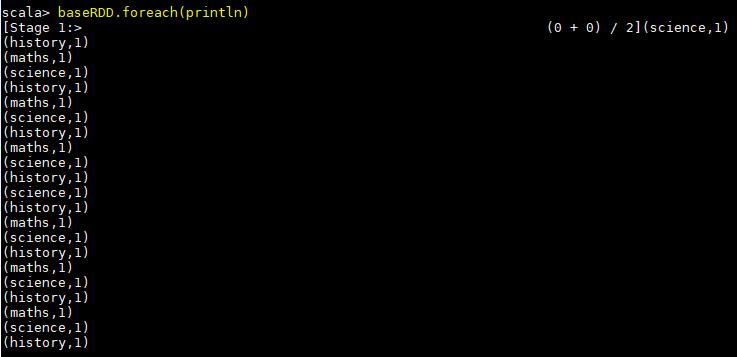 scala> baseRDD.foreach(println)
[Stage 1:> (0 + 0) / 2](science,1)
(history,1)
(maths,1)
(science,1)
(history,1)
(maths,1)
(science,1)
(history,1)
(maths,1)
(science,1)
(history,1)
(science,1)
(history,1)
(maths,1)
(science,1)
(history,1)
(maths,1)
(science,1)
(history,1)
(maths,1)
(science,1)
(history,1)